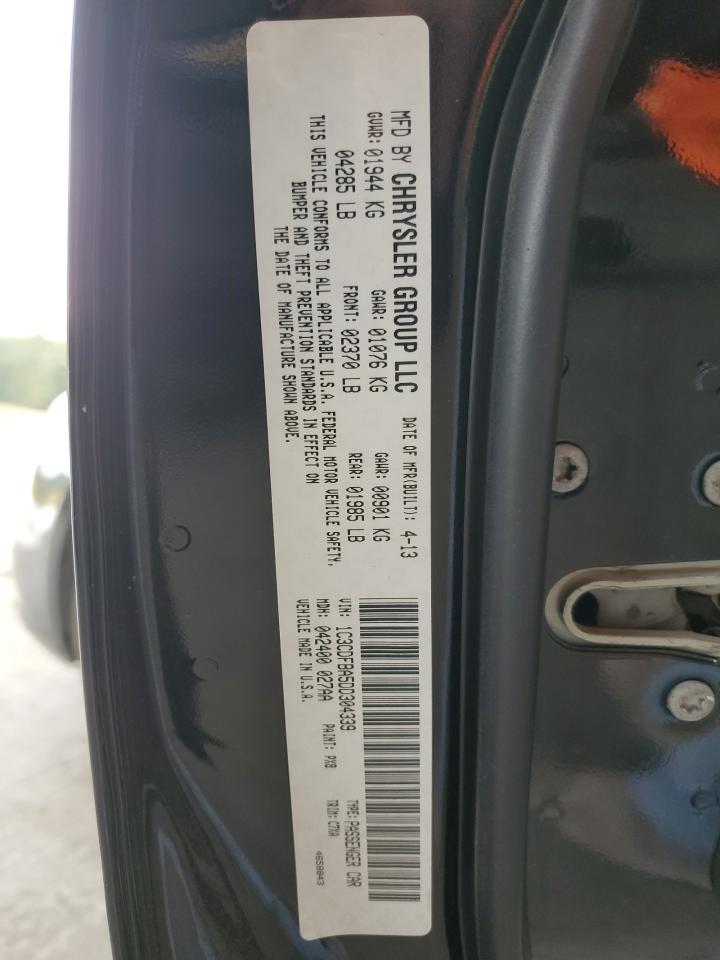 MFD BY CHRYSLER GROUP LLC DATE OF MFR(BUILT): 4-13
GVWR: 01944 KG GAWR: 01076 KG GAWR: 00901 KG
04285 LB FRONT: 02370 LB REAR: 01985 LB
THIS VEHICLE CONFORMS TO ALL APPLICABLE U.S.A. FEDERAL MOTOR VEHICLE SAFETY,
BUMPER AND THEFT PREVENTION STANDARDS IN EFFECT ON
THE DATE OF MANUFACTURE SHOWN ABOVE.
VIN: 1C3CDFBA5DD304339 TYPE: PASSENGER CAR
MDH: 042400 027AA PAINT: PX8 TRIM: C7XA
VEHICLE MADE IN U.S.A. 4658843